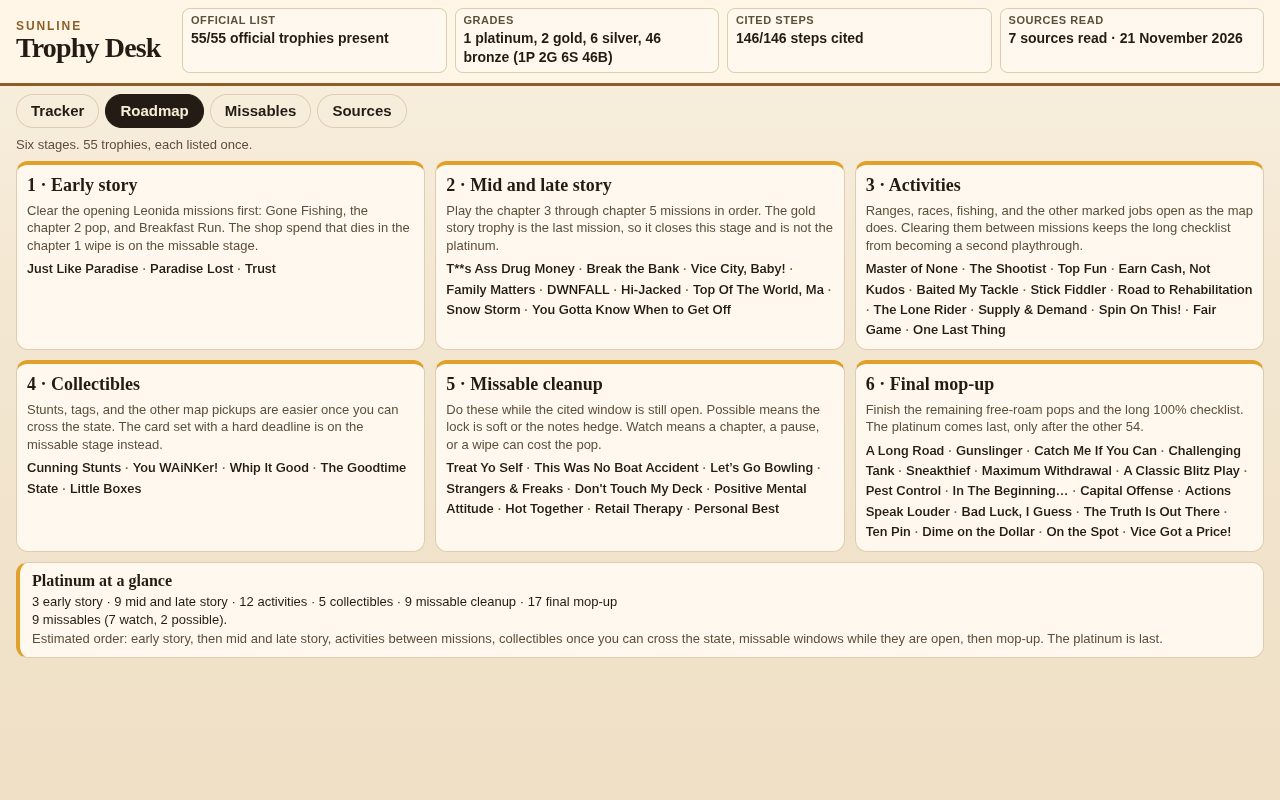 SUNLINE
Trophy Desk
OFFICIAL LIST
55/55 official trophies present
GRADES
1 platinum, 2 gold, 6 silver, 46
bronze (1P 2G 6S 46B)
CITED STEPS
146/146 steps cited
SOURCES READ
7 sources read · 21 November 2026
Tracker
Roadmap
Missables
Sources
Six stages. 55 trophies, each listed once.
1 · Early story
Clear the opening Leonida missions first: Gone Fishing, the
chapter 2 pop, and Breakfast Run. The shop spend that dies in the
chapter 1 wipe is on the missable stage.
Just Like Paradise · Paradise Lost · Trust
2 · Mid and late story
Play the chapter 3 through chapter 5 missions in order. The gold
story trophy is the last mission, so it closes this stage and is not the
platinum.
T**s Ass Drug Money · Break the Bank · Vice City, Baby! ·
Family Matters · DWNFALL · Hi-Jacked · Top Of The World, Ma ·
Snow Storm · You Gotta Know When to Get Off
3 · Activities
Ranges, races, fishing, and the other marked jobs open as the map
does. Clearing them between missions keeps the long checklist
from becoming a second playthrough.
Master of None · The Shootist · Top Fun · Earn Cash, Not
Kudos · Baited My Tackle · Stick Fiddler · Road to Rehabilitation
· The Lone Rider · Supply & Demand · Spin On This! · Fair
Game · One Last Thing
4 · Collectibles
Stunts, tags, and the other map pickups are easier once you can
cross the state. The card set with a hard deadline is on the
missable stage instead.
Cunning Stunts · You WAiNKer! · Whip It Good · The Goodtime
State · Little Boxes
5 · Missable cleanup
Do these while the cited window is still open. Possible means the
lock is soft or the notes hedge. Watch means a chapter, a pause,
or a wipe can cost the pop.
Treat Yo Self · This Was No Boat Accident · Let’s Go Bowling ·
Strangers & Freaks · Don't Touch My Deck · Positive Mental
Attitude · Hot Together · Retail Therapy · Personal Best
6 · Final mop-up
Finish the remaining free-roam pops and the long 100% checklist.
The platinum comes last, only after the other 54.
A Long Road · Gunslinger · Catch Me If You Can · Challenging
Tank · Sneakthief · Maximum Withdrawal · A Classic Blitz Play ·
Pest Control · In The Beginning… · Capital Offense · Actions
Speak Louder · Bad Luck, I Guess · The Truth Is Out There ·
Ten Pin · Dime on the Dollar · On the Spot · Vice Got a Price!
Platinum at a glance
3 early story · 9 mid and late story · 12 activities · 5 collectibles · 9 missable cleanup · 17 final mop-up
9 missables (7 watch, 2 possible).
Estimated order: early story, then mid and late story, activities between missions, collectibles once you can cross the state, missable windows while they are open, then mop-up. The platinum is last.